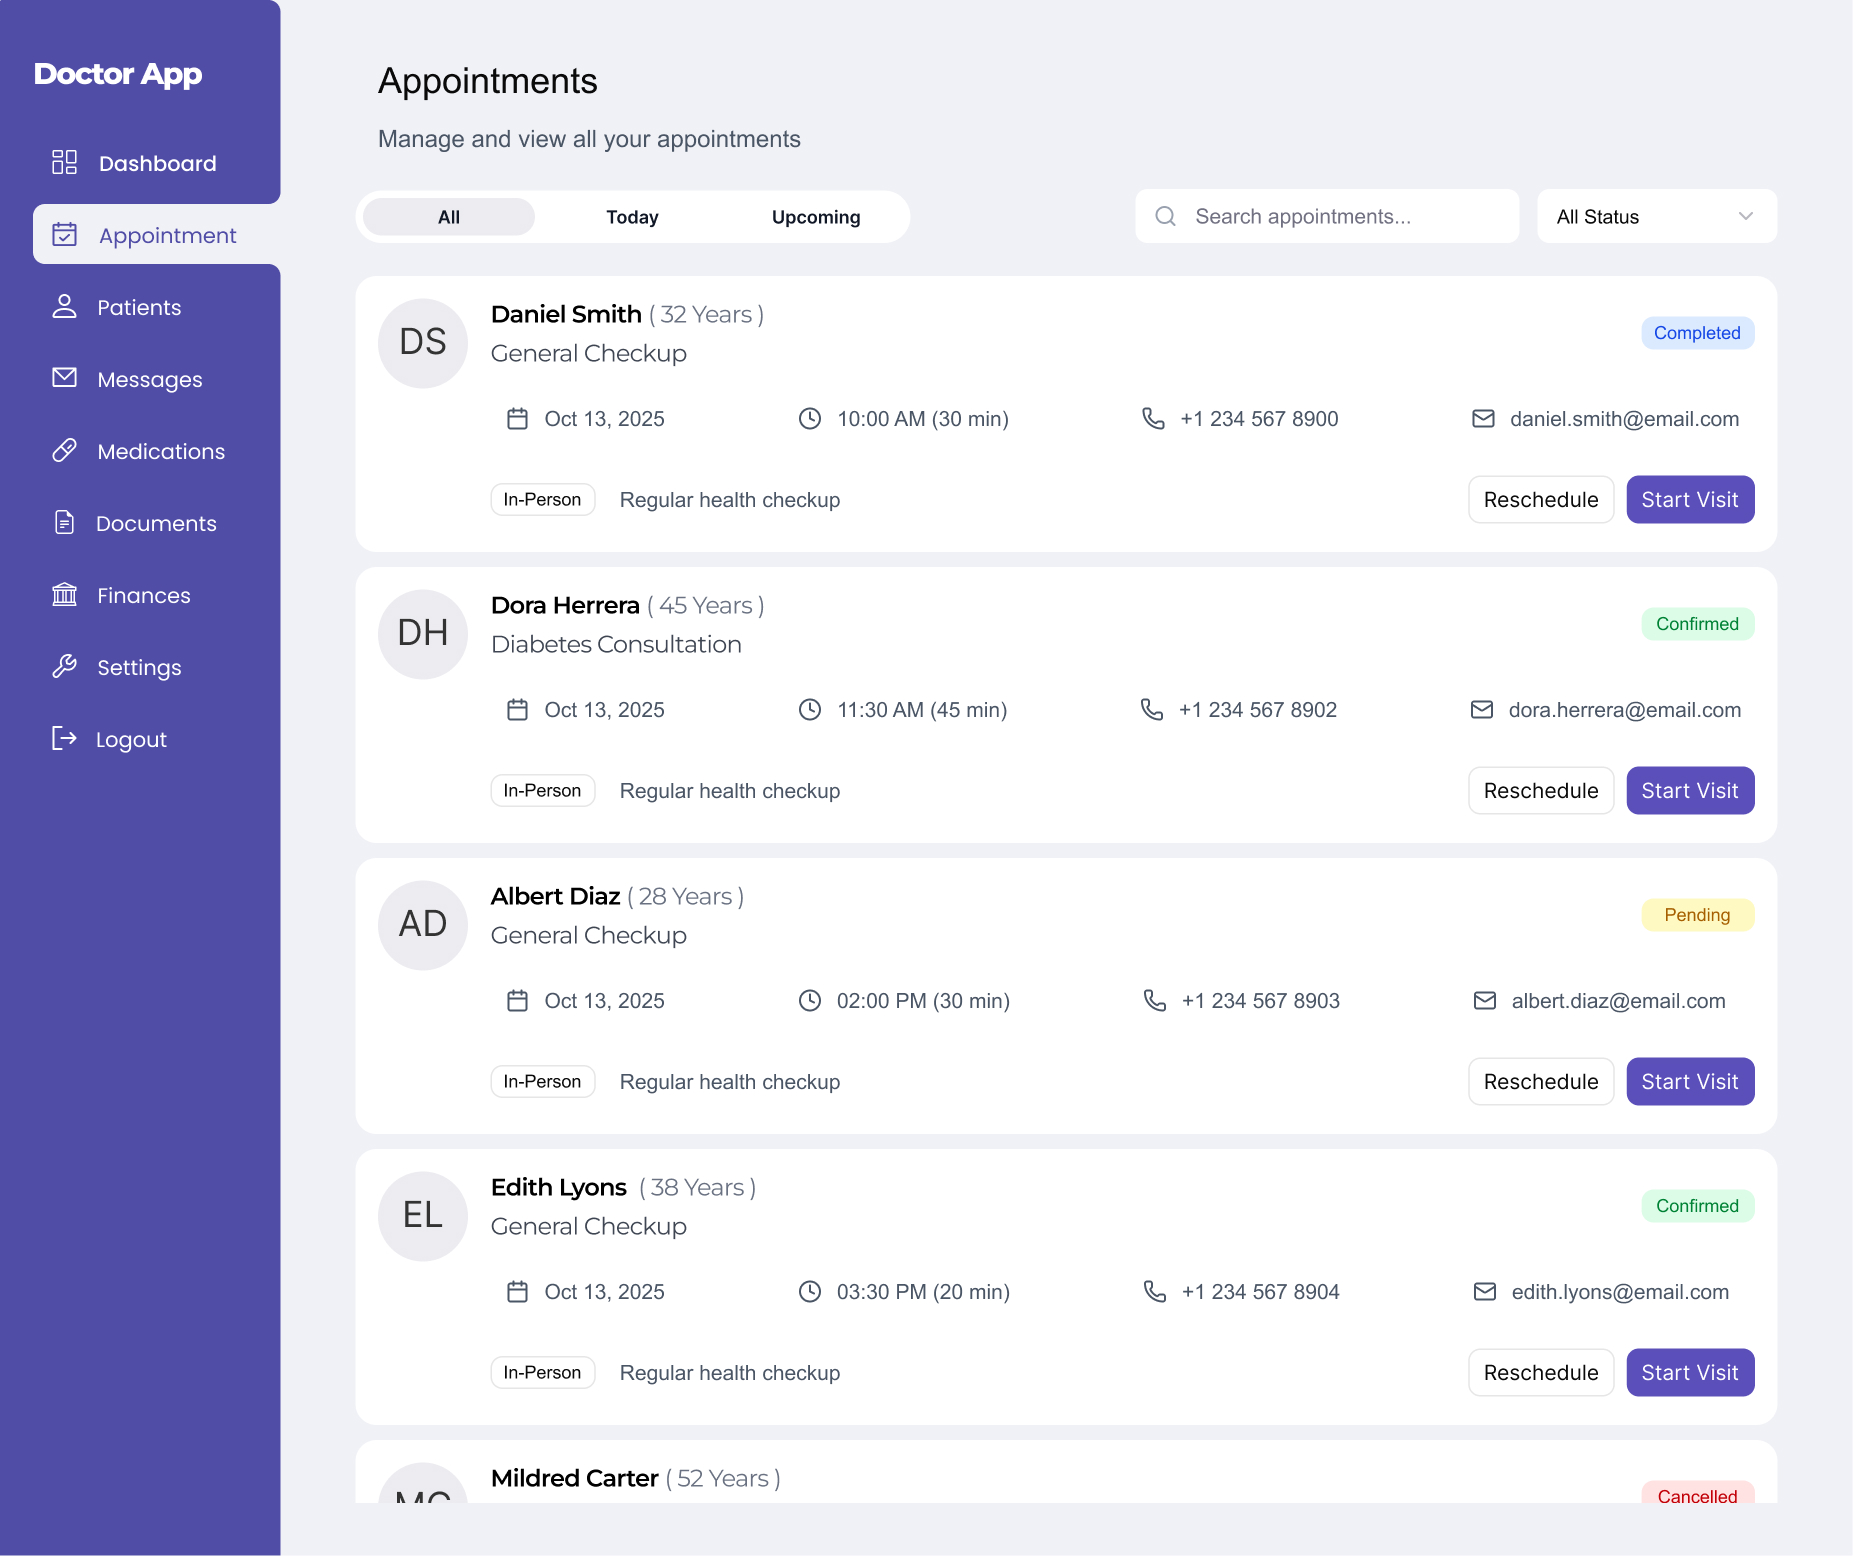 Doctor App
Dashboard
Appointment
Patients
Messages
Medications
Documents
Finances
Settings
Logout
Appointments
Manage and view all your appointments
All Today Upcoming
Search appointments...
All Status
DS
Daniel Smith ( 32 Years )
General Checkup
Completed
Oct 13, 2025 10:00 AM (30 min) +1 234 567 8900 daniel.smith@email.com
In-Person Regular health checkup Reschedule Start Visit
DH
Dora Herrera ( 45 Years )
Diabetes Consultation
Confirmed
Oct 13, 2025 11:30 AM (45 min) +1 234 567 8902 dora.herrera@email.com
In-Person Regular health checkup Reschedule Start Visit
AD
Albert Diaz ( 28 Years )
General Checkup
Pending
Oct 13, 2025 02:00 PM (30 min) +1 234 567 8903 albert.diaz@email.com
In-Person Regular health checkup Reschedule Start Visit
EL
Edith Lyons ( 38 Years )
General Checkup
Confirmed
Oct 13, 2025 03:30 PM (20 min) +1 234 567 8904 edith.lyons@email.com
In-Person Regular health checkup Reschedule Start Visit
MC
Mildred Carter ( 52 Years )
Cancelled